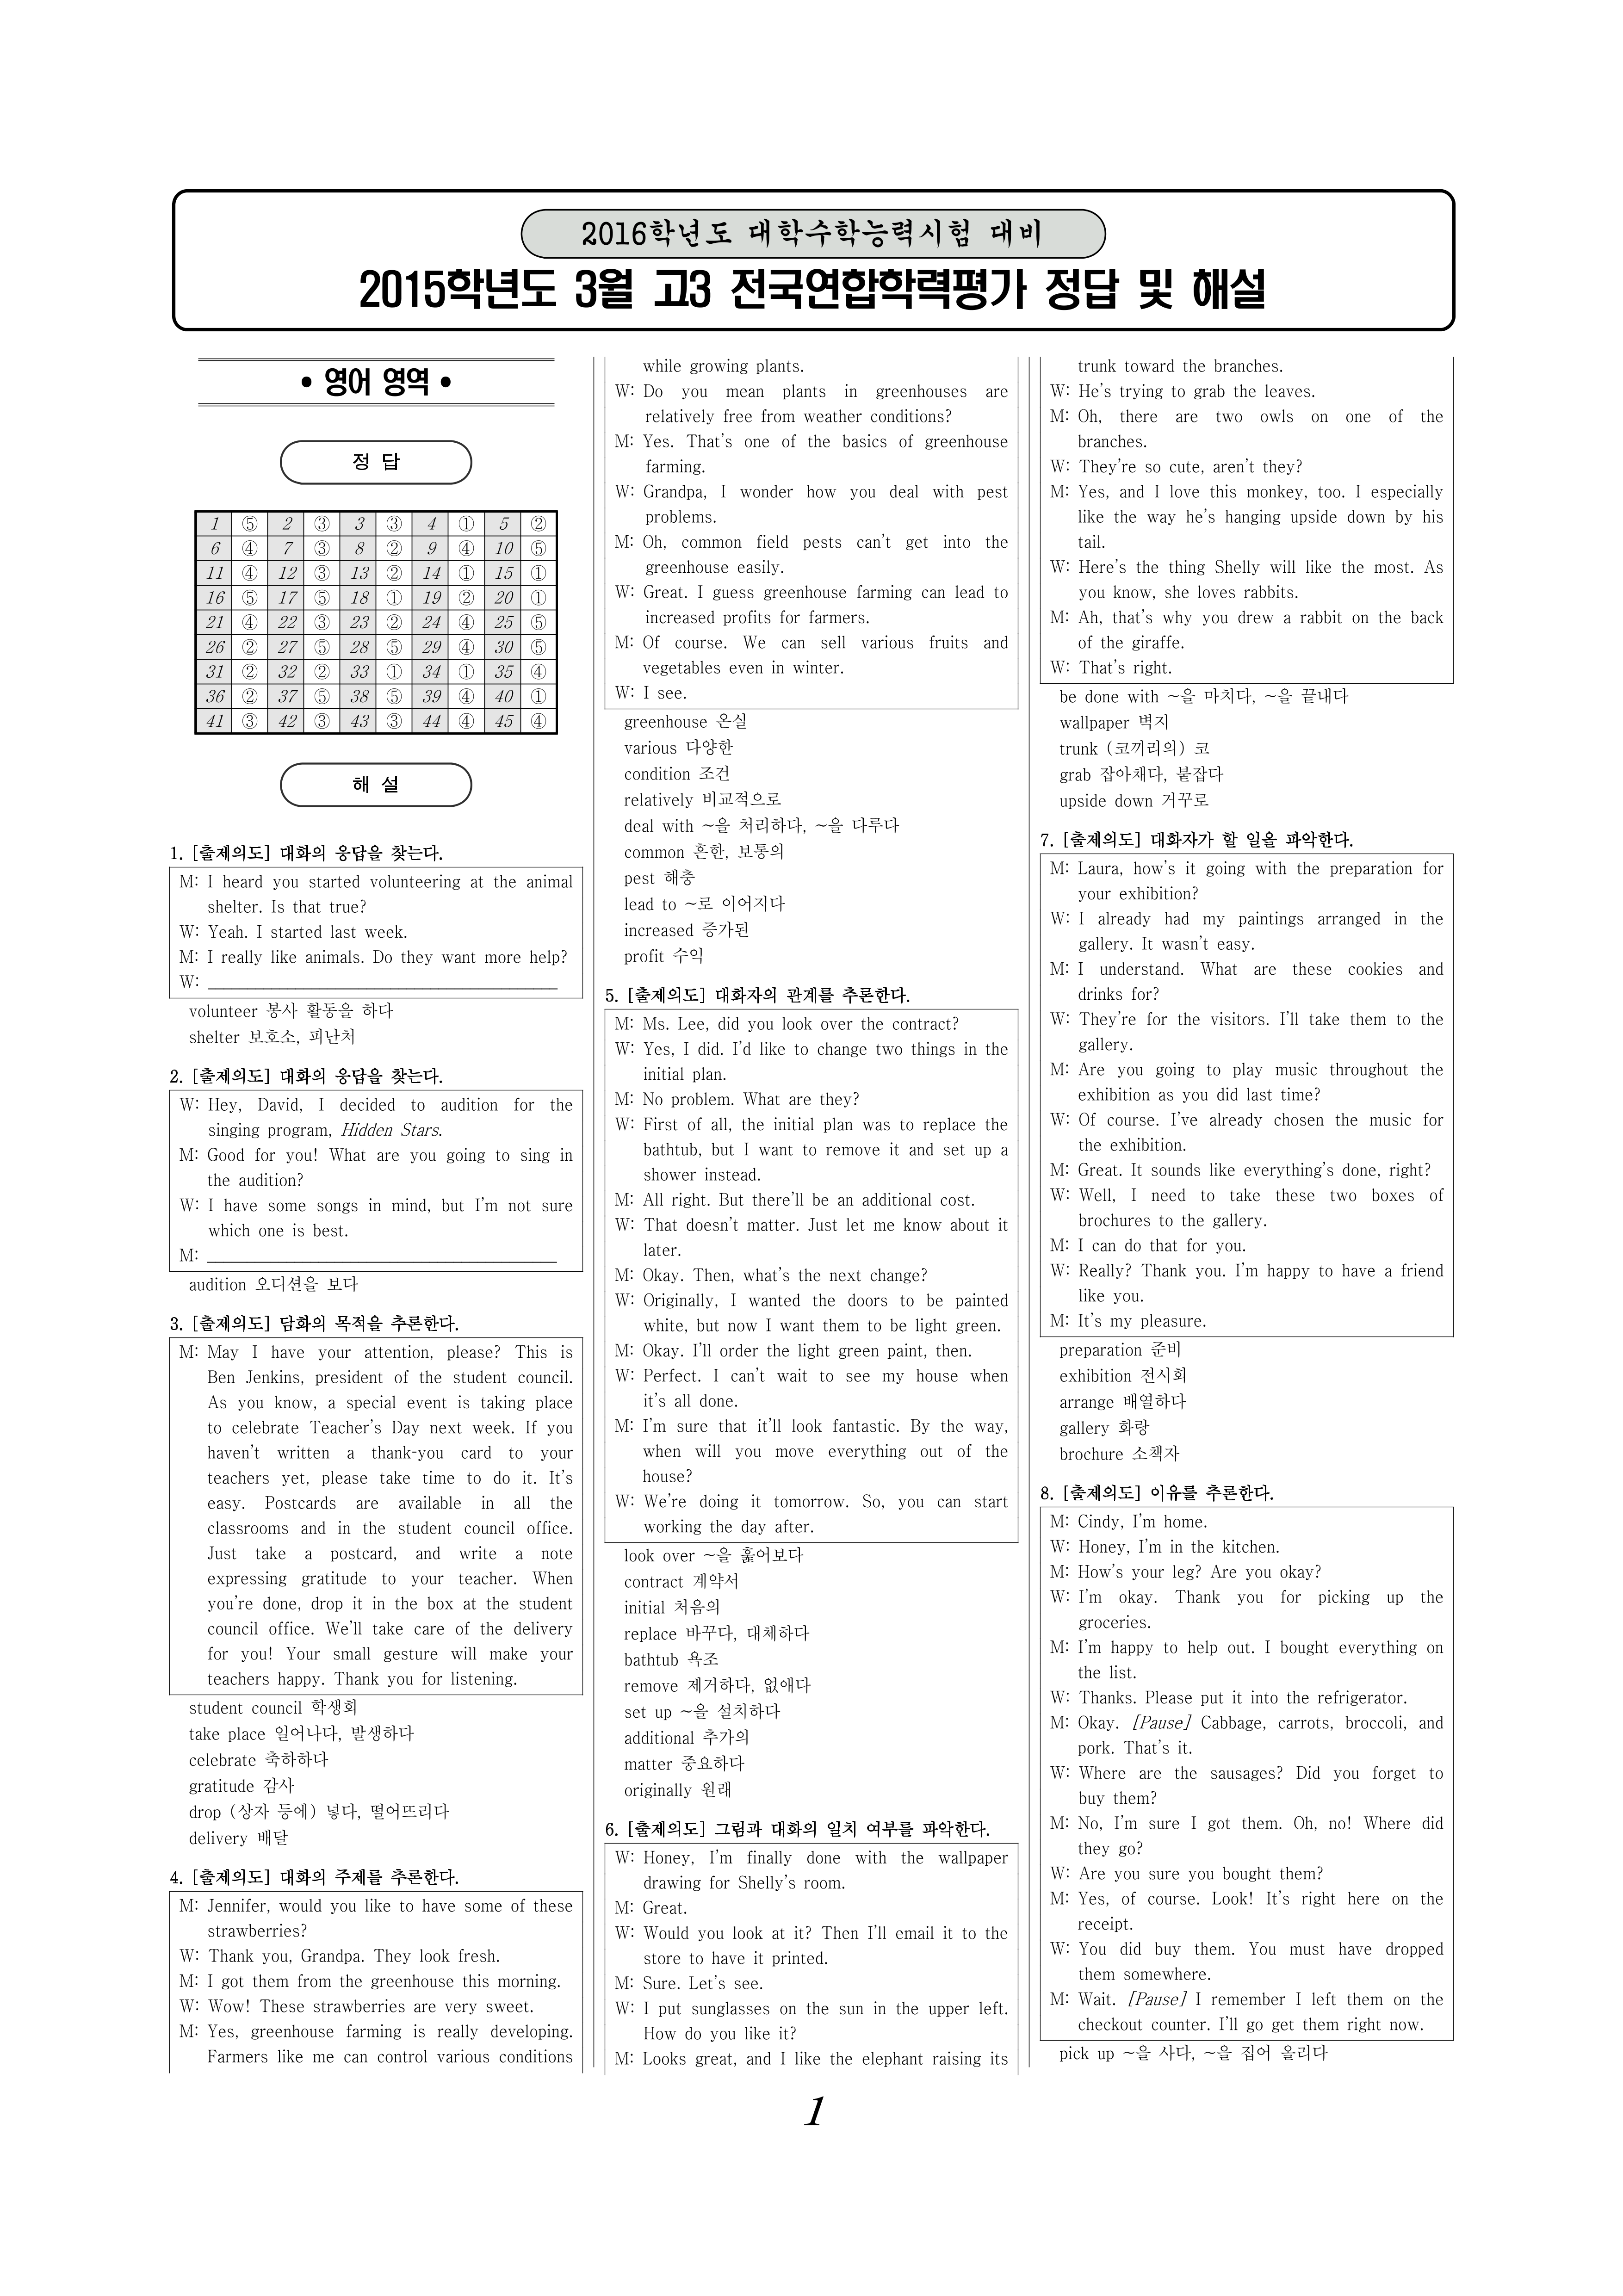 2016학년도 대학수학능력시험 대비
2015학년도 3월 고3 전국연합학력평가 정답 및 해설
• 영어 영역 •
정 답
1 ⑤ 2 ③ 3 ③ 4 ① 5 ②
6 ④ 7 ③ 8 ② 9 ④ 10 ⑤
11 ④ 12 ③ 13 ② 14 ① 15 ①
16 ⑤ 17 ⑤ 18 ① 19 ② 20 ①
21 ④ 22 ③ 23 ② 24 ④ 25 ⑤
26 ② 27 ⑤ 28 ⑤ 29 ④ 30 ⑤
31 ② 32 ② 33 ① 34 ① 35 ④
36 ② 37 ⑤ 38 ⑤ 39 ④ 40 ①
41 ③ 42 ③ 43 ③ 44 ④ 45 ④
해 설
1. [출제의도] 대화의 응답을 찾는다.
M: I heard you started volunteering at the animal
shelter. Is that true?
W: Yeah. I started last week.
M: I really like animals. Do they want more help?
W:
volunteer 봉사 활동을 하다
shelter 보호소, 피난처
2. [출제의도] 대화의 응답을 찾는다.
W: Hey, David, I decided to audition for the
singing program, Hidden Stars.
M: Good for you! What are you going to sing in
the audition?
W: I have some songs in mind, but I'm not sure
which one is best.
M:
audition 오디션을 보다
3. [출제의도] 담화의 목적을 추론한다.
M: May I have your attention, please? This is
Ben Jenkins, president of the student council.
As you know, a special event is taking place
to celebrate Teacher's Day next week. If you
haven't written a thank-you card to your
teachers yet, please take time to do it. It's
easy. Postcards are available in all the
classrooms and in the student council office.
Just take a postcard, and write a note
expressing gratitude to your teacher. When
you're done, drop it in the box at the student
council office. We'll take care of the delivery
for you! Your small gesture will make your
teachers happy. Thank you for listening.
student council 학생회
take place 일어나다, 발생하다
celebrate 축하하다
gratitude 감사
drop (상자 등에) 넣다, 떨어뜨리다
delivery 배달
4. [출제의도] 대화의 주제를 추론한다.
M: Jennifer, would you like to have some of these
strawberries?
W: Thank you, Grandpa. They look fresh.
M: I got them from the greenhouse this morning.
W: Wow! These strawberries are very sweet.
M: Yes, greenhouse farming is really developing.
Farmers like me can control various conditions
while growing plants.
W: Do you mean plants in greenhouses are
relatively free from weather conditions?
M: Yes. That's one of the basics of greenhouse
farming.
W: Grandpa, I wonder how you deal with pest
problems.
M: Oh, common field pests can't get into the
greenhouse easily.
W: Great. I guess greenhouse farming can lead to
increased profits for farmers.
M: Of course. We can sell various fruits and
vegetables even in winter.
W: I see.
greenhouse 온실
various 다양한
condition 조건
relatively 비교적으로
deal with ~을 처리하다, ~을 다루다
common 흔한, 보통의
pest 해충
lead to ~로 이어지다
increased 증가된
profit 수익
5. [출제의도] 대화자의 관계를 추론한다.
M: Ms. Lee, did you look over the contract?
W: Yes, I did. I'd like to change two things in the
initial plan.
M: No problem. What are they?
W: First of all, the initial plan was to replace the
bathtub, but I want to remove it and set up a
shower instead.
M: All right. But there'll be an additional cost.
W: That doesn't matter. Just let me know about it
later.
M: Okay. Then, what's the next change?
W: Originally, I wanted the doors to be painted
white, but now I want them to be light green.
M: Okay. I'll order the light green paint, then.
W: Perfect. I can't wait to see my house when
it's all done.
M: I'm sure that it'll look fantastic. By the way,
when will you move everything out of the
house?
W: We're doing it tomorrow. So, you can start
working the day after.
look over ~을 훑어보다
contract 계약서
initial 처음의
replace 바꾸다, 대체하다
bathtub 욕조
remove 제거하다, 없애다
set up ~을 설치하다
additional 추가의
matter 중요하다
originally 원래
6. [출제의도] 그림과 대화의 일치 여부를 파악한다.
W: Honey, I'm finally done with the wallpaper
drawing for Shelly's room.
M: Great.
W: Would you look at it? Then I'll email it to the
store to have it printed.
M: Sure. Let's see.
W: I put sunglasses on the sun in the upper left.
How do you like it?
M: Looks great, and I like the elephant raising its
trunk toward the branches.
W: He's trying to grab the leaves.
M: Oh, there are two owls on one of the
branches.
W: They're so cute, aren't they?
M: Yes, and I love this monkey, too. I especially
like the way he's hanging upside down by his
tail.
W: Here's the thing Shelly will like the most. As
you know, she loves rabbits.
M: Ah, that's why you drew a rabbit on the back
of the giraffe.
W: That's right.
be done with ~을 마치다, ~을 끝내다
wallpaper 벽지
trunk (코끼리의) 코
grab 잡아채다, 붙잡다
upside down 거꾸로
7. [출제의도] 대화자가 할 일을 파악한다.
M: Laura, how's it going with the preparation for
your exhibition?
W: I already had my paintings arranged in the
gallery. It wasn't easy.
M: I understand. What are these cookies and
drinks for?
W: They're for the visitors. I'll take them to the
gallery.
M: Are you going to play music throughout the
exhibition as you did last time?
W: Of course. I've already chosen the music for
the exhibition.
M: Great. It sounds like everything's done, right?
W: Well, I need to take these two boxes of
brochures to the gallery.
M: I can do that for you.
W: Really? Thank you. I'm happy to have a friend
like you.
M: It's my pleasure.
preparation 준비
exhibition 전시회
arrange 배열하다
gallery 화랑
brochure 소책자
8. [출제의도] 이유를 추론한다.
M: Cindy, I'm home.
W: Honey, I'm in the kitchen.
M: How's your leg? Are you okay?
W: I'm okay. Thank you for picking up the
groceries.
M: I'm happy to help out. I bought everything on
the list.
W: Thanks. Please put it into the refrigerator.
M: Okay. [Pause] Cabbage, carrots, broccoli, and
pork. That's it.
W: Where are the sausages? Did you forget to
buy them?
M: No, I'm sure I got them. Oh, no! Where did
they go?
W: Are you sure you bought them?
M: Yes, of course. Look! It's right here on the
receipt.
W: You did buy them. You must have dropped
them somewhere.
M: Wait. [Pause] I remember I left them on the
checkout counter. I'll go get them right now.
pick up ~을 사다, ~을 집어 올리다
1